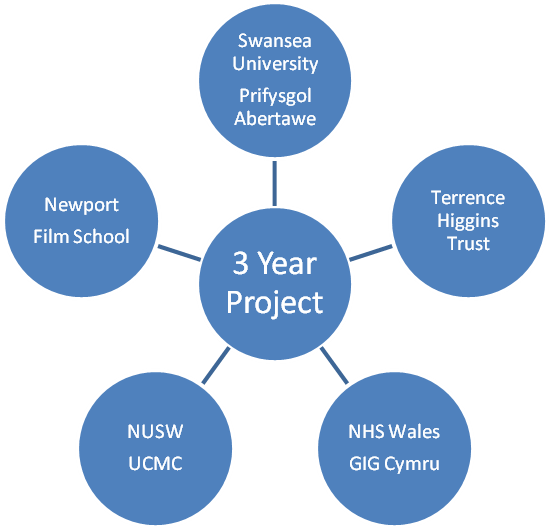 Swansea
University
Prifysgol
Abertawe
Terrence
Higgins
Trust
NHS Wales
GIG Cymru
NUSW
UCMC
Newport
Film School
3 Year
Project